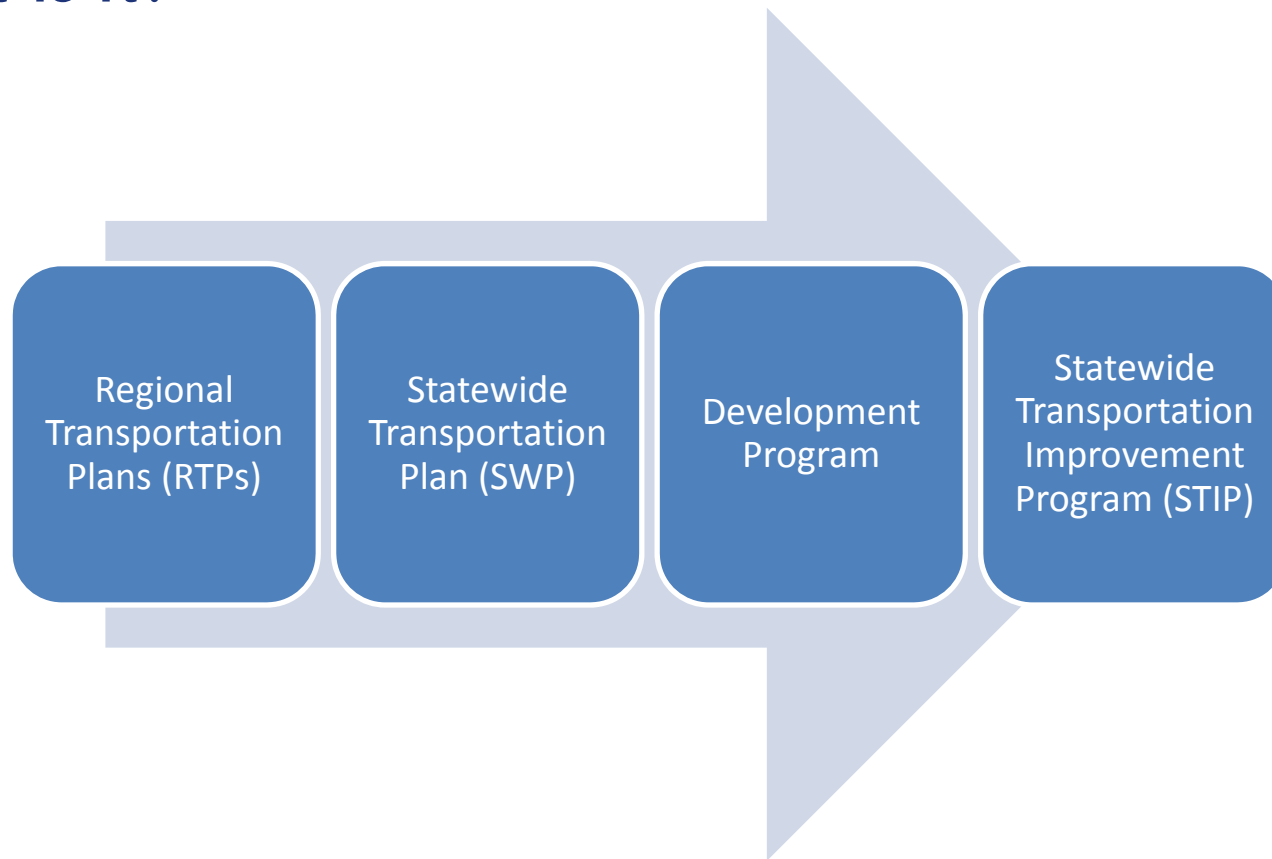 Regional
Transportation
Plans (RTPs)
Statewide
Transportation
Plan (SWP)
Development
Program
Statewide
Transportation
Improvement
Program (STIP)